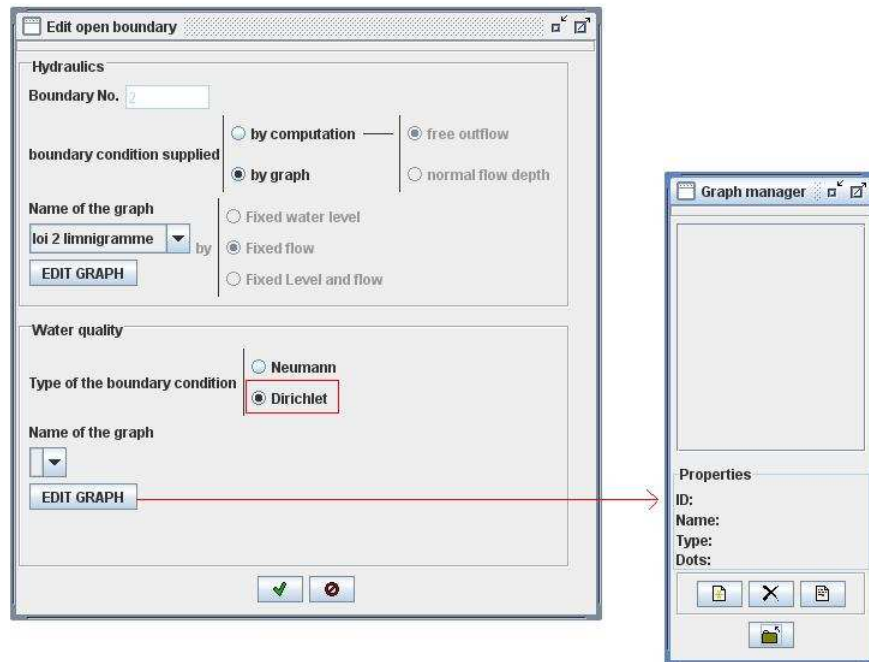 Edit open boundary
Hydraulics
Boundary No. 2
boundary condition supplied
by computation
free outflow
by graph
normal flow depth
Name of the graph
loi 2 limnigramme
by
Fixed water level
Fixed flow
Fixed Level and flow
EDIT GRAPH
Water quality
Type of the boundary condition
Neumann
Dirichlet
Name of the graph
EDIT GRAPH
Graph manager
Properties
ID:
Name:
Type:
Dots: